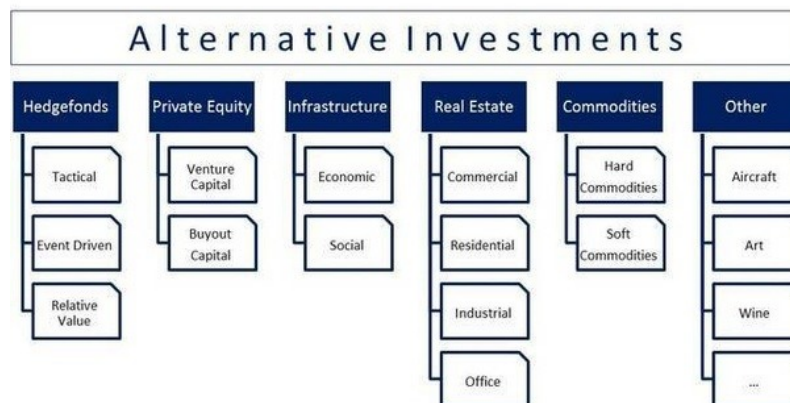 Alternative Investments
Hedgefonds
Tactical
Event Driven
Relative
Value
Private Equity
Venture
Capital
Buyout
Capital
Infrastructure
Economic
Social
Real Estate
Commercial
Residential
Industrial
Office
Commodities
Hard
Commodities
Soft
Commodities
Other
Aircraft
Art
Wine
...